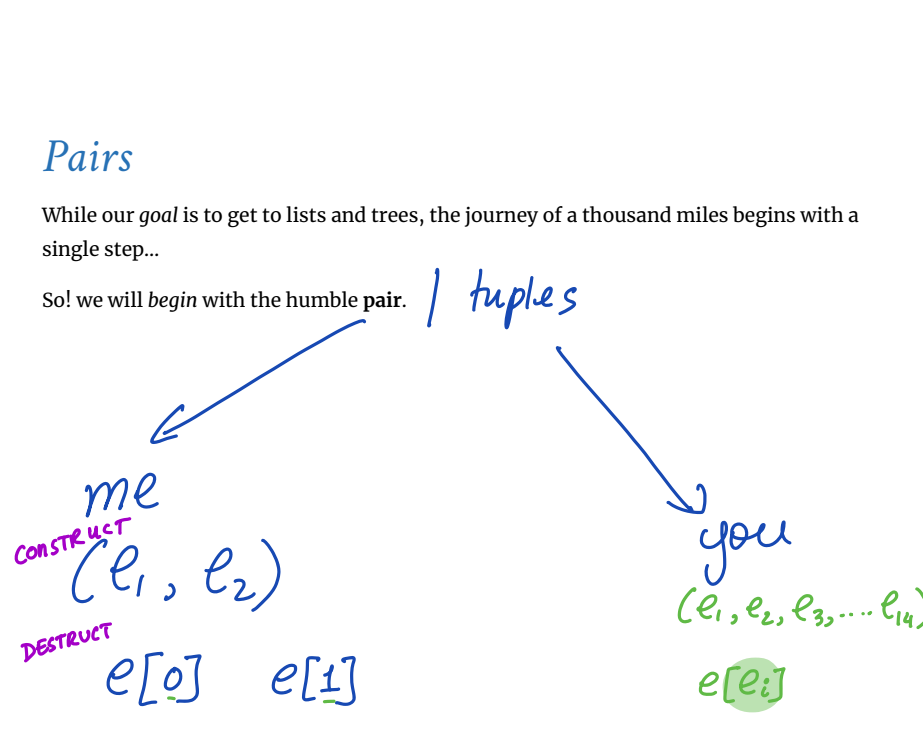 Pairs
While our goal is to get to lists and trees, the journey of a thousand miles begins with a
single step...
So! we will begin with the humble pair. / tuples
me
you
CONSTRUCT
(e₁, e₂)
(e₁, e₂, e₃, .... e₁₄)
DESTRUCT
e[0] e[1]
e[eᵢ]